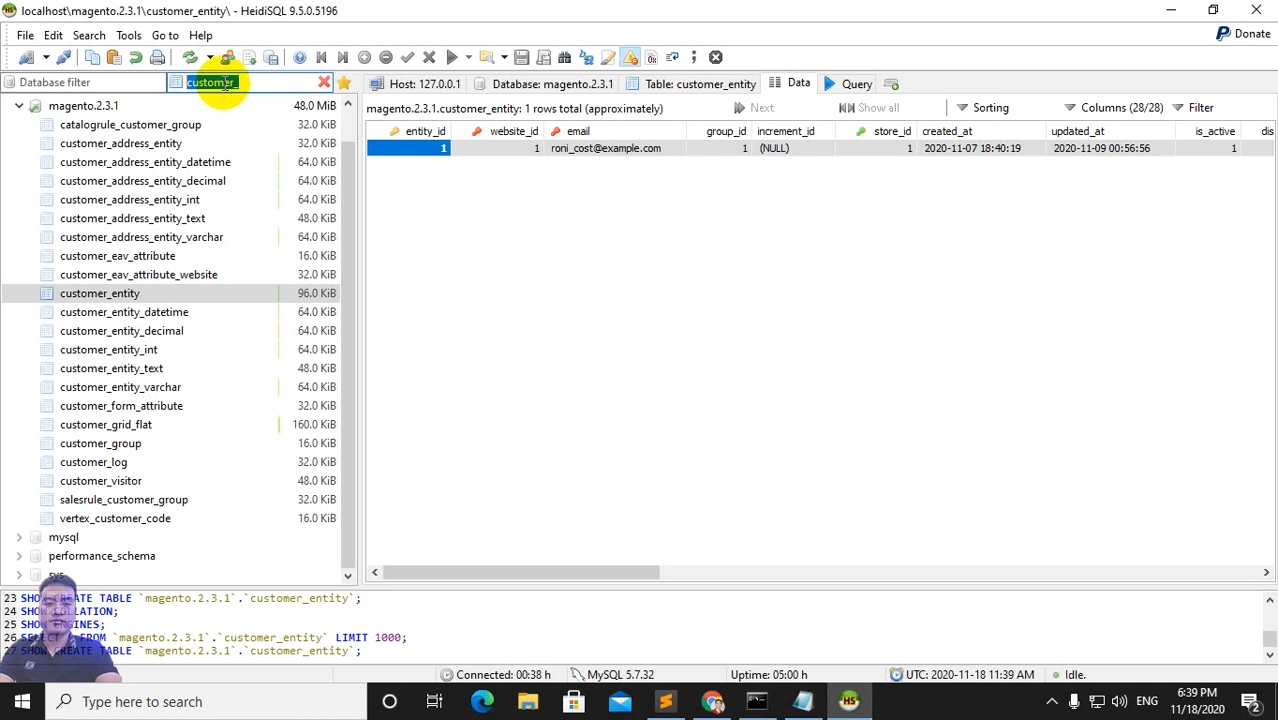 localhost\magento.2.3.1\customer_entity\ - HeidiSQL 9.5.0.5196
File Edit Search Tools Go to Help
Donate
Database filter
customer_
Host: 127.0.0.1
Database: magento.2.3.1
Table: customer_entity
Data
Query
magento.2.3.1.customer_entity: 1 rows total (approximately)
Next
Show all
Sorting
Columns (28/28)
Filter
entity_id website_id email group_id increment_id store_id created_at updated_at is_active dis
1 1 roni_cost@example.com 1 (NULL) 1 2020-11-07 18:40:19 2020-11-09 00:56:56 1
magento.2.3.1 48.0 MiB
catalogrule_customer_group 32.0 KiB
customer_address_entity 32.0 KiB
customer_address_entity_datetime 64.0 KiB
customer_address_entity_decimal 64.0 KiB
customer_address_entity_int 64.0 KiB
customer_address_entity_text 48.0 KiB
customer_address_entity_varchar 64.0 KiB
customer_eav_attribute 16.0 KiB
customer_eav_attribute_website 32.0 KiB
customer_entity 96.0 KiB
customer_entity_datetime 64.0 KiB
customer_entity_decimal 64.0 KiB
customer_entity_int 64.0 KiB
customer_entity_text 48.0 KiB
customer_entity_varchar 64.0 KiB
customer_form_attribute 32.0 KiB
customer_grid_flat 160.0 KiB
customer_group 16.0 KiB
customer_log 32.0 KiB
customer_visitor 48.0 KiB
salesrule_customer_group 32.0 KiB
vertex_customer_code 16.0 KiB
mysql
performance_schema
sys
23 SHOW CREATE TABLE `magento.2.3.1`.`customer_entity`;
24 SHOW COLLATION;
25 SHOW ENGINES;
26 SELECT * FROM `magento.2.3.1`.`customer_entity` LIMIT 1000;
27 SHOW CREATE TABLE `magento.2.3.1`.`customer_entity`;
Connected: 00:38 h
MySQL 5.7.32
Uptime: 05:00 h
UTC: 2020-11-18 11:39 AM
Idle.
Type here to search
ENG
6:39 PM
11/18/2020
2